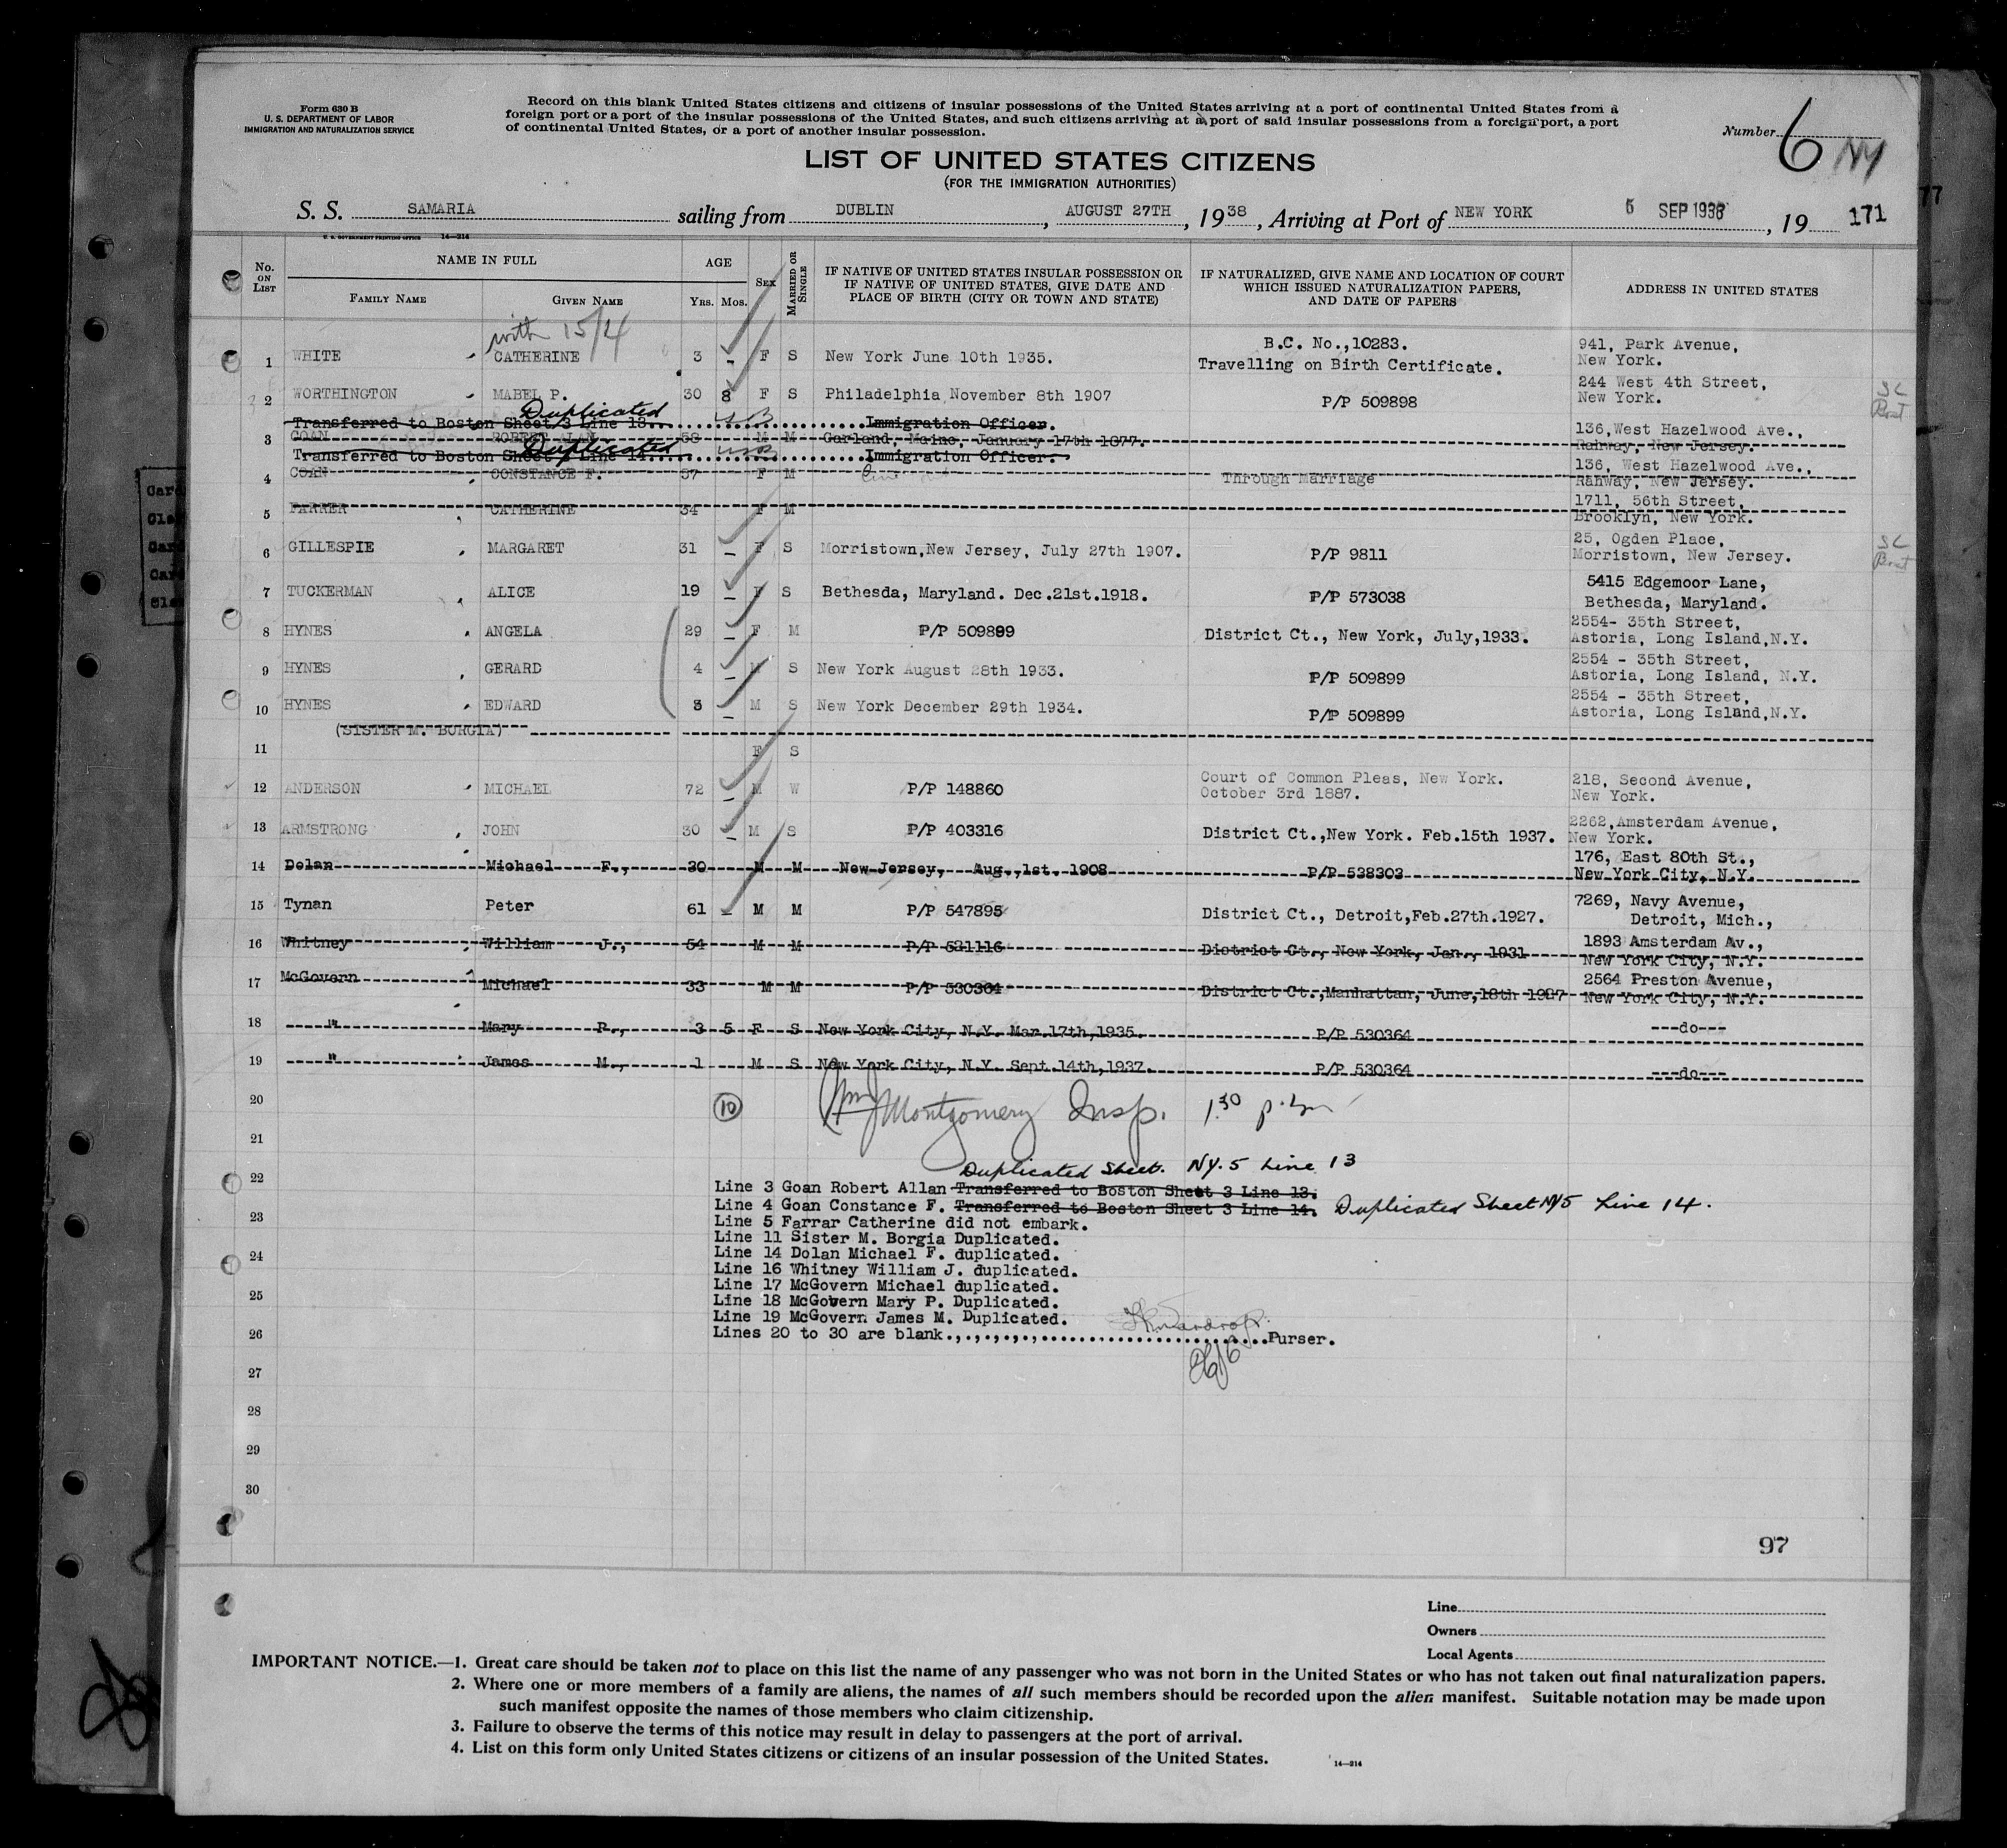 Form 630 B
U. S. DEPARTMENT OF LABOR
IMMIGRATION AND NATURALIZATION SERVICE
Record on this blank United States citizens and citizens of insular possessions of the United States arriving at a port of continental United States from a
foreign port or a port of the insular possessions of the United States, and such citizens arriving at a port of said insular possessions from a foreign port, a port
of continental United States, or a port of another insular possession.
Number 6 NY
LIST OF UNITED STATES CITIZENS
(FOR THE IMMIGRATION AUTHORITIES)
77
S. S. SAMARIA sailing from DUBLIN, AUGUST 27TH, 1938, Arriving at Port of NEW YORK 6 SEP 1938, 19 171
U. S. GOVERNMENT PRINTING OFFICE 14—214
No. ON LIST
NAME IN FULL
FAMILY NAME GIVEN NAME
AGE
YRS. MOS.
SEX
MARRIED OR SINGLE
IF NATIVE OF UNITED STATES INSULAR POSSESSION OR
IF NATIVE OF UNITED STATES, GIVE DATE AND
PLACE OF BIRTH (CITY OR TOWN AND STATE)
IF NATURALIZED, GIVE NAME AND LOCATION OF COURT
WHICH ISSUED NATURALIZATION PAPERS,
AND DATE OF PAPERS
ADDRESS IN UNITED STATES
with 15/4
1 WHITE CATHERINE 3 - F S New York June 10th 1935. B.C. No.,10283.
Travelling on Birth Certificate. 941, Park Avenue,
New York.
2 WORTHINGTON MABEL P. 30 8 F S Philadelphia November 8th 1907 P/P 509898 244 West 4th Street,
New York.
Duplicated
Transferred to Boston Sheet 3 Line 13. USB Immigration Officer.
3 COAN ROBERT ALAN 58 M M Garland, Maine, January 17th 1877. 136,West Hazelwood Ave.,
Rahway, New Jersey.
Duplicated
Transferred to Boston Sheet 3 Line 14. USB Immigration Officer.
4 COAN CONSTANCE F. 57 F M Through Marriage 136, West Hazelwood Ave.,
Rahway, New Jersey.
5 FARRER CATHERINE 34 F M 1711, 56th Street,
Brooklyn, New York.
6 GILLESPIE MARGARET 31 - F S Morristown,New Jersey, July 27th 1907. P/P 9811 25, Ogden Place,
Morristown, New Jersey.
7 TUCKERMAN ALICE 19 - F S Bethesda, Maryland. Dec.21st.1918. P/P 573038 5415 Edgemoor Lane,
Bethesda, Maryland.
8 HYNES ANGELA 29 - F M P/P 509899 District Ct., New York, July,1933. 2554- 35th Street,
Astoria, Long Island,N.Y.
9 HYNES GERARD 4 - M S New York August 28th 1933. P/P 509899 2554 - 35th Street,
Astoria, Long Island, N.Y.
10 HYNES EDWARD 3 - M S New York December 29th 1934. P/P 509899 2554 - 35th Street,
Astoria, Long Island,N.Y.
(SISTER M. BORGIA)
11 F S
12 ANDERSON MICHAEL 72 - M W P/P 148860 Court of Common Pleas, New York.
October 3rd 1887. 218, Second Avenue,
New York.
13 ARMSTRONG JOHN 30 - M S P/P 403316 District Ct.,New York. Feb.15th 1937. 2262,Amsterdam Avenue,
New York.
14 Dolan Michael F., 30 M M New Jersey, Aug.,1st. 1908 P/P 538303 176, East 80th St.,
New York City, N.Y.
15 Tynan Peter 61 - M M P/P 547895 District Ct., Detroit,Feb.27th.1927. 7269, Navy Avenue,
Detroit, Mich.,
16 Whitney William J., 54 M M P/P 531116 District Ct., New York, Jan., 1931 1893 Amsterdam Av.,
New York City, N.Y.
17 McGovern Michael 33 M M P/P 530364 District Ct.,Manhattan, June,18th 1927 2564 Preston Avenue,
New York City, N.Y.
18 " Mary P., 3 5 F S New York City, N.Y. Mar.17th,1935. P/P 530364 ---do---
19 " James M., 1 M S New York City, N.Y. Sept.14th,1937. P/P 530364 ---do---
20 10 Montgomery Insp. 1.30 p.m
21
22 Duplicated Sheet. NY. 5 Line 13
Line 3 Goan Robert Allan Transferred to Boston Sheet 3 Line 13.
Line 4 Goan Constance F. Transferred to Boston Sheet 3 Line 14. Duplicated Sheet NY5 Line 14.
23 Line 5 Farrar Catherine did not embark.
Line 11 Sister M. Borgia Duplicated.
24 Line 14 Dolan Michael F. duplicated.
Line 16 Whitney William J. duplicated.
25 Line 17 McGovern Michael duplicated.
Line 18 McGovern Mary P. Duplicated.
Line 19 McGovern James M. Duplicated.
26 Lines 20 to 30 are blank.,.,.,.,.,..............Purser.
27
28
29
30
97
Line
Owners
Local Agents
IMPORTANT NOTICE.—1. Great care should be taken not to place on this list the name of any passenger who was not born in the United States or who has not taken out final naturalization papers.
2. Where one or more members of a family are aliens, the names of all such members should be recorded upon the alien manifest. Suitable notation may be made upon
such manifest opposite the names of those members who claim citizenship.
3. Failure to observe the terms of this notice may result in delay to passengers at the port of arrival.
4. List on this form only United States citizens or citizens of an insular possession of the United States.
14—214